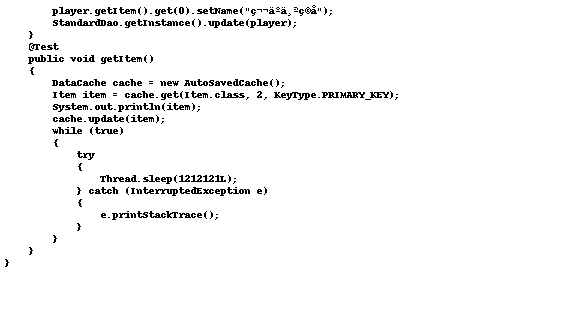 player.getItem().get(0).setName("ç¬¬äºä¸ªç©å");
StandardDao.getInstance().update(player);
}
@Test
public void getItem()
{
DataCache cache = new AutoSavedCache();
Item item = cache.get(Item.class, 2, KeyType.PRIMARY_KEY);
System.out.println(item);
cache.update(item);
while (true)
{
try
{
Thread.sleep(1212121L);
} catch (InterruptedException e)
{
e.printStackTrace();
}
}
}
}